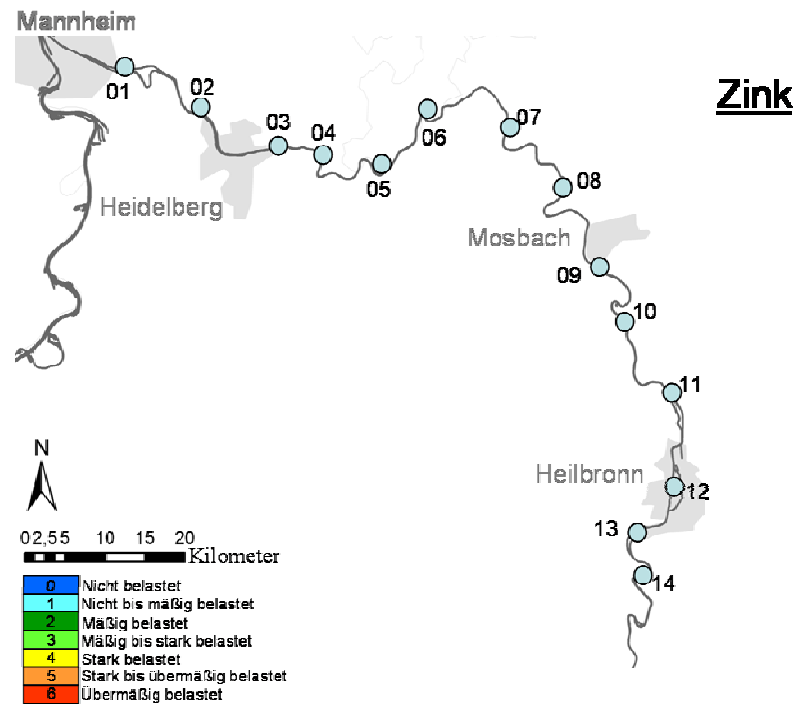 Mannheim
Zink
01
02
03
04
05
06
07
08
Heidelberg
Mosbach
09
10
11
Heilbronn
12
13
14
N
0 2,5 5 10 15 20
Kilometer
0 Nicht belastet
1 Nicht bis mäßig belastet
2 Mäßig belastet
3 Mäßig bis stark belastet
4 Stark belastet
5 Stark bis übermäßig belastet
6 Übermäßig belastet